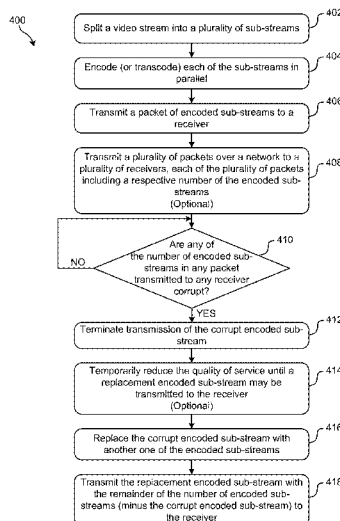 400
Split a video stream into a plurality of sub-streams
402
Encode (or transcode) each of the sub-streams in
parallel
404
Transmit a packet of encoded sub-streams to a
receiver
406
Transmit a plurality of packets over a network to a
plurality of receivers, each of the plurality of packets
including a respective number of the encoded sub-
streams
(Optional)
408
Are any of
the number of encoded sub-
streams in any packet
transmitted to any receiver
corrupt?
410
NO
YES
Terminate transmission of the corrupt encoded sub-
stream
412
Temporarily reduce the quality of service until a
replacement encoded sub-stream may be
transmitted to the receiver
(Optional)
414
Replace the corrupt encoded sub-stream with
another one of the encoded sub-streams
416
Transmit the replacement encoded sub-stream with
the remainder of the number of encoded sub-
streams (minus the corrupt encoded sub-stream) to
the receiver
418